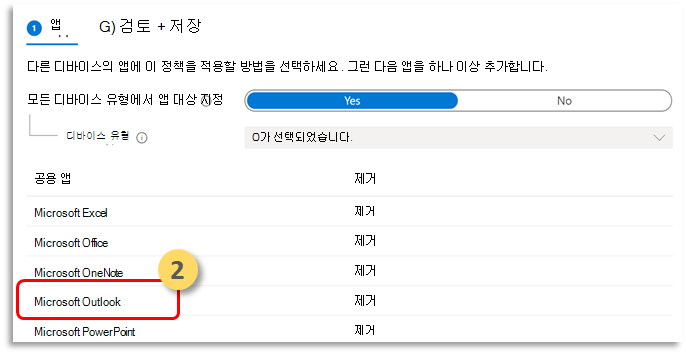 1 앱 G) 검토 + 저장
다른 디바이스의 앱에 이 정책을 적용할 방법을 선택하세요. 그런 다음 앱을 하나 이상 추가합니다.
모든 디바이스 유형에서 앱 대상 지정 Yes No
디바이스 유형 0가 선택되었습니다.
공용 앱 제거
Microsoft Excel 제거
Microsoft Office 제거
Microsoft OneNote 제거
2
Microsoft Outlook 제거
Microsoft PowerPoint 제거